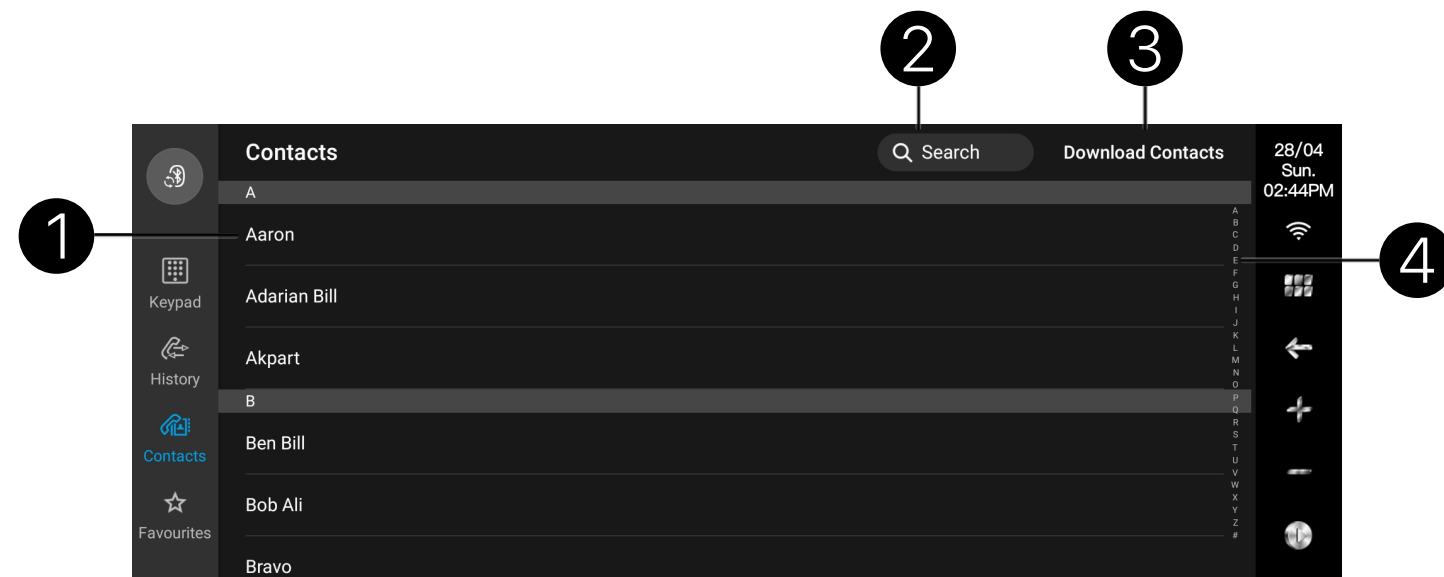 2
3
Contacts
Search
Download Contacts
28/04
Sun.
02:44PM
A
1
Aaron
4
Keypad
Adarian Bill
Akpart
History
B
Ben Bill
Contacts
Bob Ali
Favourites
Bravo
A
B
C
D
E
F
G
H
I
J
K
L
M
N
O
P
Q
R
S
T
U
V
W
X
Y
Z
#